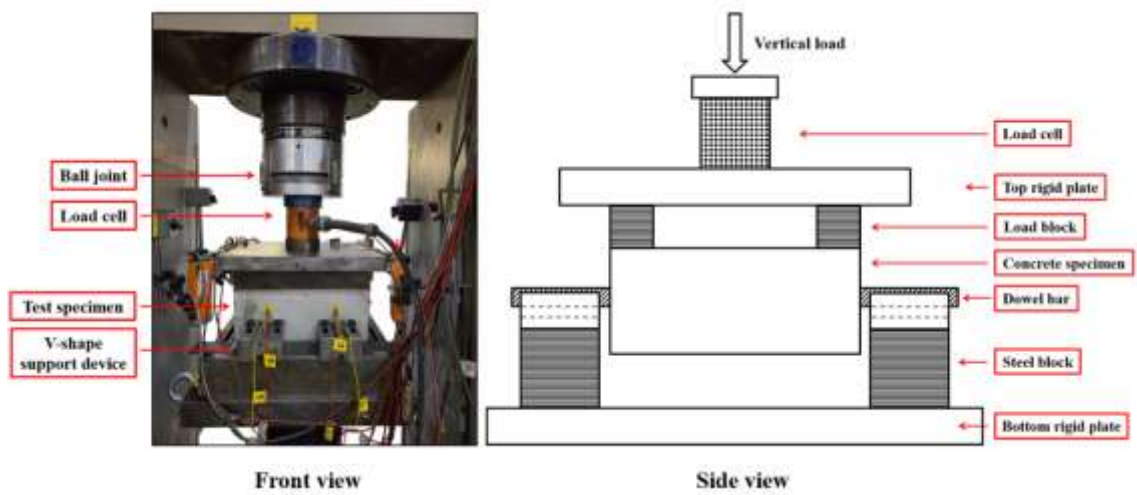 Vertical load
Load cell
Top rigid plate
Load block
Concrete specimen
Dowel bar
Steel block
Bottom rigid plate
Ball joint
Load cell
Test specimen
V-shape
support device
Front view
Side view